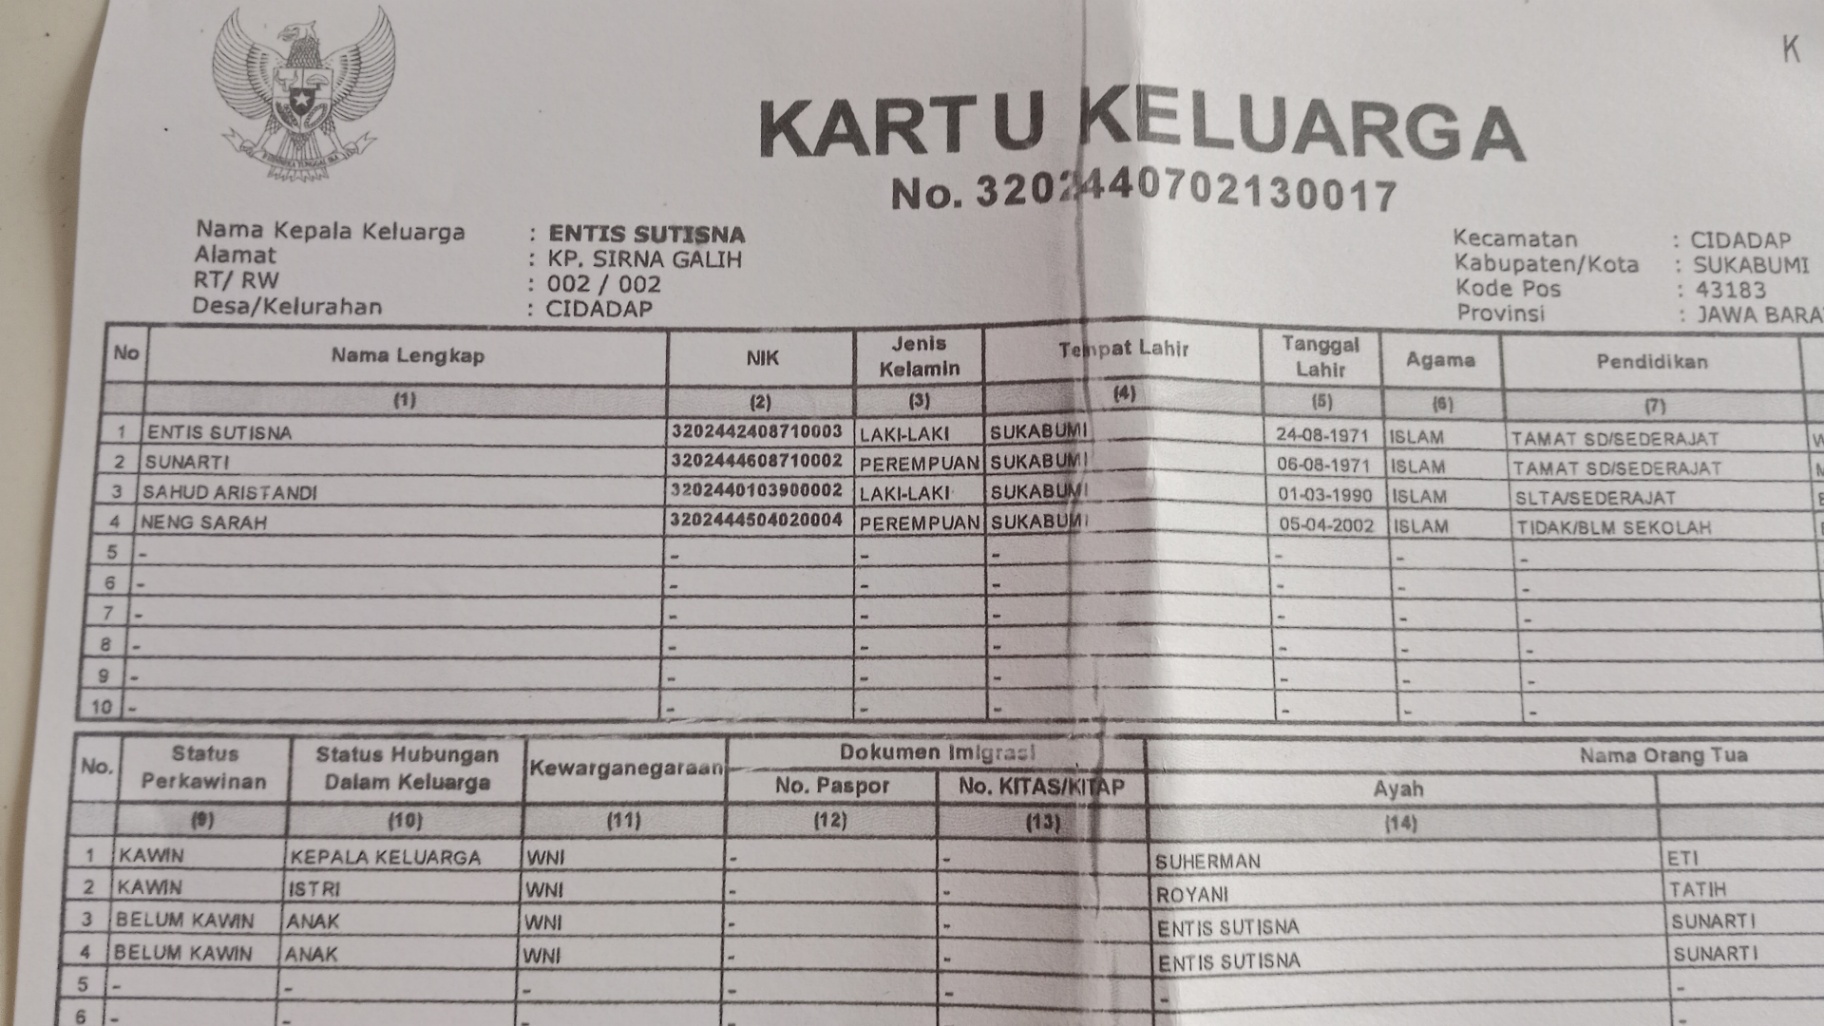 K
KARTU KELUARGA
No. 3202440702130017
Nama Kepala Keluarga : ENTIS SUTISNA
Alamat : KP. SIRNA GALIH
RT/ RW : 002 / 002
Desa/Kelurahan : CIDADAP
Kecamatan : CIDADAP
Kabupaten/Kota : SUKABUMI
Kode Pos : 43183
Provinsi : JAWA BARA
No Nama Lengkap NIK Jenis Kelamin Tempat Lahir Tanggal Lahir Agama Pendidikan
(1) (2) (3) (4) (5) (6) (7)
1 ENTIS SUTISNA 3202442408710003 LAKI-LAKI SUKABUMI 24-08-1971 ISLAM TAMAT SD/SEDERAJAT
2 SUNARTI 3202444608710002 PEREMPUAN SUKABUMI 06-08-1971 ISLAM TAMAT SD/SEDERAJAT
3 SAHUD ARISTANDI 3202440103900002 LAKI-LAKI SUKABUMI 01-03-1990 ISLAM SLTA/SEDERAJAT
4 NENG SARAH 3202444504020004 PEREMPUAN SUKABUMI 05-04-2002 ISLAM TIDAK/BLM SEKOLAH
5 - - - - - - -
6 - - - - - - -
7 - - - - - - -
8 - - - - - - -
9 - - - - - - -
10 - - - - - - -
No. Status Perkawinan Status Hubungan Dalam Keluarga Kewarganegaraan Dokumen Imigrasi Nama Orang Tua
No. Paspor No. KITAS/KITAP Ayah
(9) (10) (11) (12) (13) (14)
1 KAWIN KEPALA KELUARGA WNI - - SUHERMAN ETI
2 KAWIN ISTRI WNI - - ROYANI TATIH
3 BELUM KAWIN ANAK WNI - - ENTIS SUTISNA SUNARTI
4 BELUM KAWIN ANAK WNI - - ENTIS SUTISNA SUNARTI
5 - - - - - - -
6 - - - - - - -